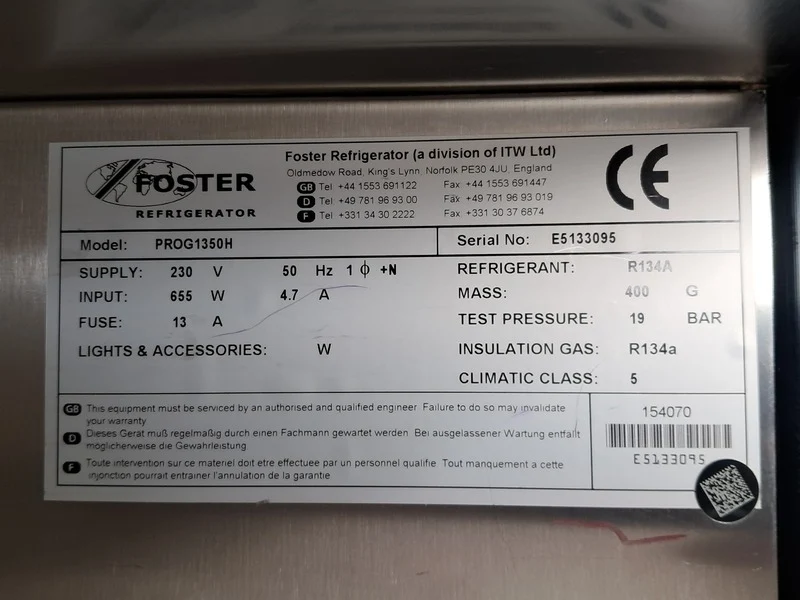 FOSTER
REFRIGERATOR
Foster Refrigerator (a division of ITW Ltd)
Oldmedow Road, King's Lynn, Norfolk PE30 4JU, England
GB Tel +44 1553 691122 Fax +44 1553 691447
D Tel +49 781 96 93 00 Fax +49 781 96 93 019
F Tel +331 34 30 2222 Fax +331 30 37 6874
CE
Model: PROG1350H Serial No: E5133095
SUPPLY: 230 V 50 Hz 1 ϕ +N REFRIGERANT: R134A
INPUT: 655 W 4.7 A MASS: 400 G
FUSE: 13 A TEST PRESSURE: 19 BAR
LIGHTS & ACCESSORIES: W INSULATION GAS: R134a
CLIMATIC CLASS: 5
GB This equipment must be serviced by an authorised and qualified engineer. Failure to do so may invalidate
your warranty
D Dieses Gerät muß regelmäßig durch einen Fachmann gewartet werden. Bei ausgelassener Wartung entfällt
möglicherweise die Gewahrleistung.
F Toute intervention sur ce materiel doit être effectuee par un personnel qualifie. Tout manquement a cette
injonction pourrait entrainer l'annulation de la garantie
154070
E5133095